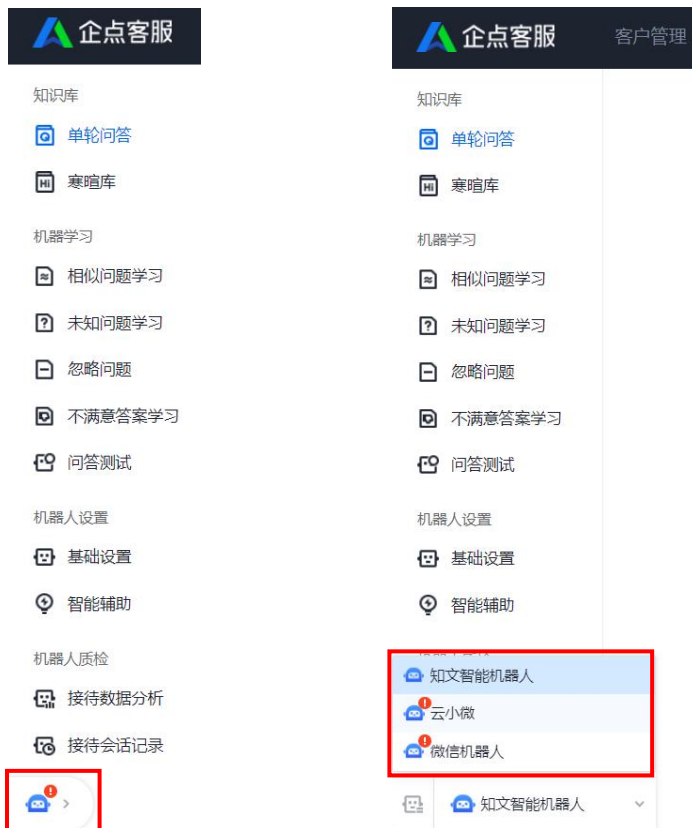 企点客服
知识库
单轮问答
寒暄库
机器学习
相似问题学习
未知问题学习
忽略问题
不满意答案学习
问答测试
机器人设置
基础设置
智能辅助
机器人质检
接待数据分析
接待会话记录
企点客服 客户管理
知识库
单轮问答
寒暄库
机器学习
相似问题学习
未知问题学习
忽略问题
不满意答案学习
问答测试
机器人设置
基础设置
智能辅助
知文智能机器人
云小微
微信机器人
知文智能机器人